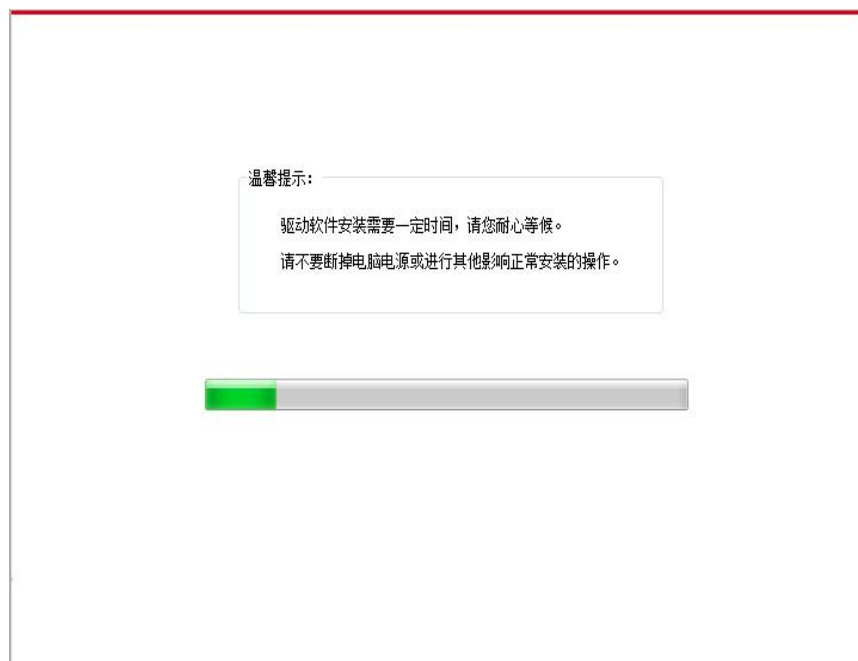 温馨提示：
驱动软件安装需要一定时间，请您耐心等候。
请不要断掉电脑电源或进行其他影响正常安装的操作。